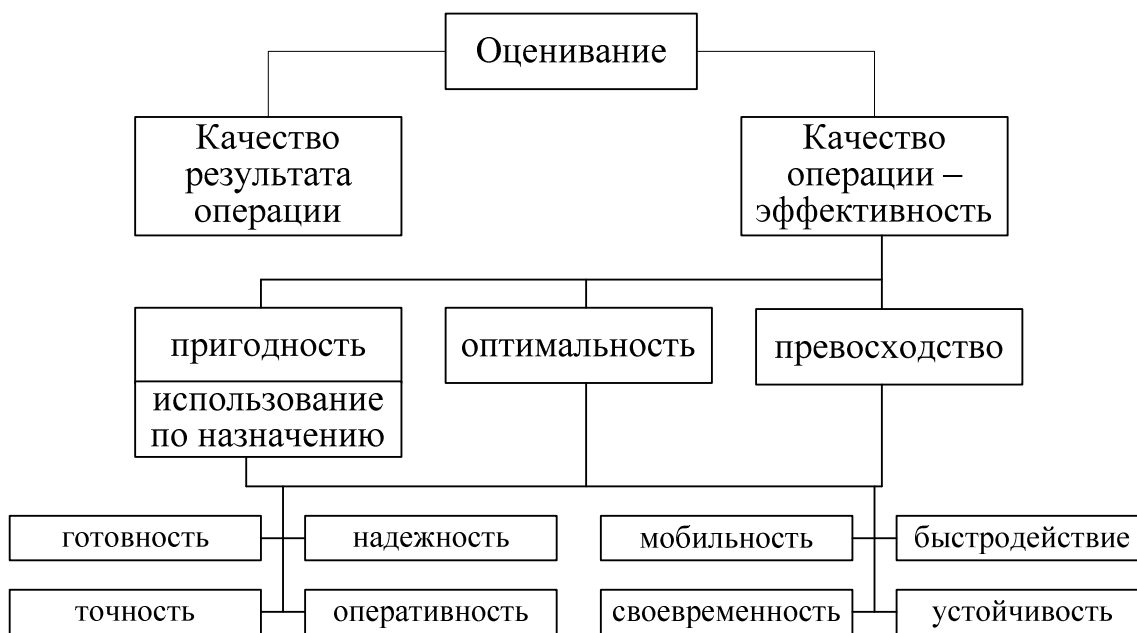 Оценивание
Качество
результата
операции
Качество
операции –
эффективность
пригодность
оптимальность
превосходство
использование
по назначению
готовность
надежность
мобильность
быстродействие
точность
оперативность
своевременность
устойчивость